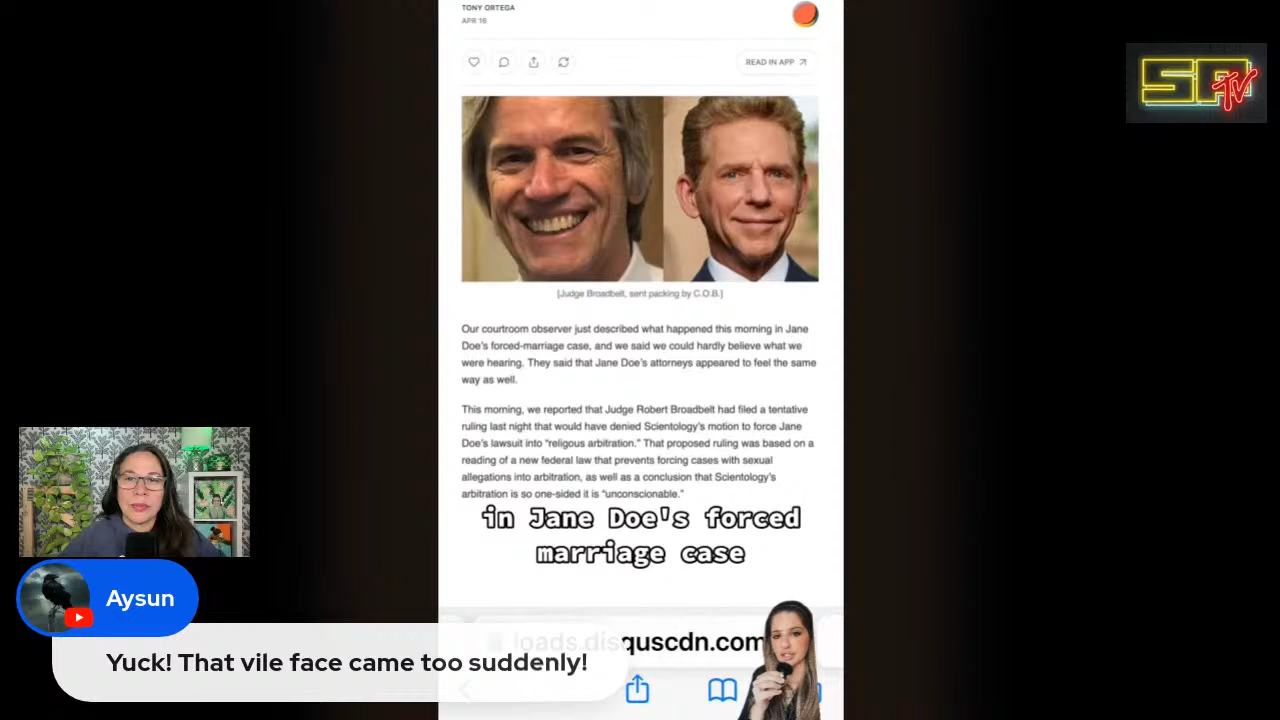 TONY ORTEGA
APR 16
READ IN APP
SPTV
[Judge Broadbelt, sent packing by C.O.B.]
Our courtroom observer just described what happened this morning in Jane
Doe's forced-marriage case, and we said we could hardly believe what we
were hearing. They said that Jane Doe's attorneys appeared to feel the same
way as well.
This morning, we reported that Judge Robert Broadbelt had filed a tentative
ruling last night that would have denied Scientology's motion to force Jane
Doe's lawsuit into “religous arbitration.” That proposed ruling was based on a
reading of a new federal law that prevents forcing cases with sexual
allegations into arbitration, as well as a conclusion that Scientology's
arbitration is so one-sided it is “unconscionable.”
in Jane Doe's forced
marriage case
Aysun
loads.disquscdn.com
Yuck! That vile face came too suddenly!